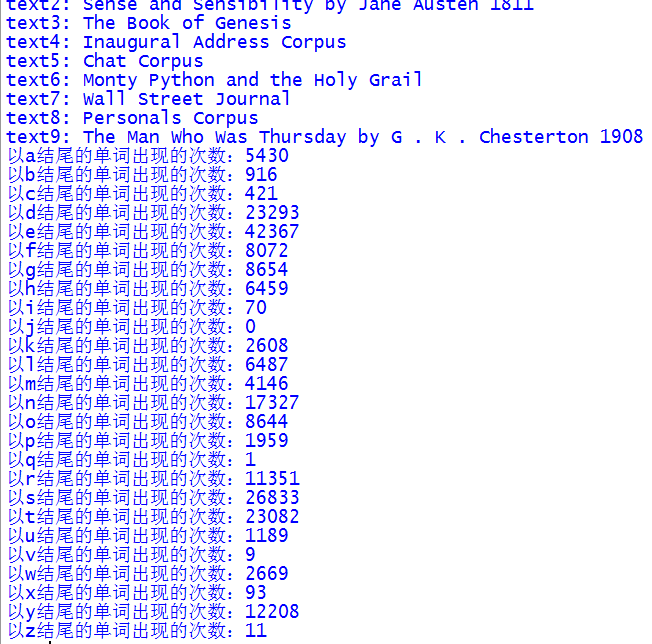 text2: Sense and Sensibility by Jane Austen 1811
text3: The Book of Genesis
text4: Inaugural Address Corpus
text5: Chat Corpus
text6: Monty Python and the Holy Grail
text7: Wall Street Journal
text8: Personals Corpus
text9: The Man Who Was Thursday by G . K . Chesterton 1908
以a结尾的单词出现的次数：5430
以b结尾的单词出现的次数：916
以c结尾的单词出现的次数：421
以d结尾的单词出现的次数：23293
以e结尾的单词出现的次数：42367
以f结尾的单词出现的次数：8072
以g结尾的单词出现的次数：8654
以h结尾的单词出现的次数：6459
以i结尾的单词出现的次数：70
以j结尾的单词出现的次数：0
以k结尾的单词出现的次数：2608
以l结尾的单词出现的次数：6487
以m结尾的单词出现的次数：4146
以n结尾的单词出现的次数：17327
以o结尾的单词出现的次数：8644
以p结尾的单词出现的次数：1959
以q结尾的单词出现的次数：1
以r结尾的单词出现的次数：11351
以s结尾的单词出现的次数：26833
以t结尾的单词出现的次数：23082
以u结尾的单词出现的次数：1189
以v结尾的单词出现的次数：9
以w结尾的单词出现的次数：2669
以x结尾的单词出现的次数：93
以y结尾的单词出现的次数：12208
以z结尾的单词出现的次数：11